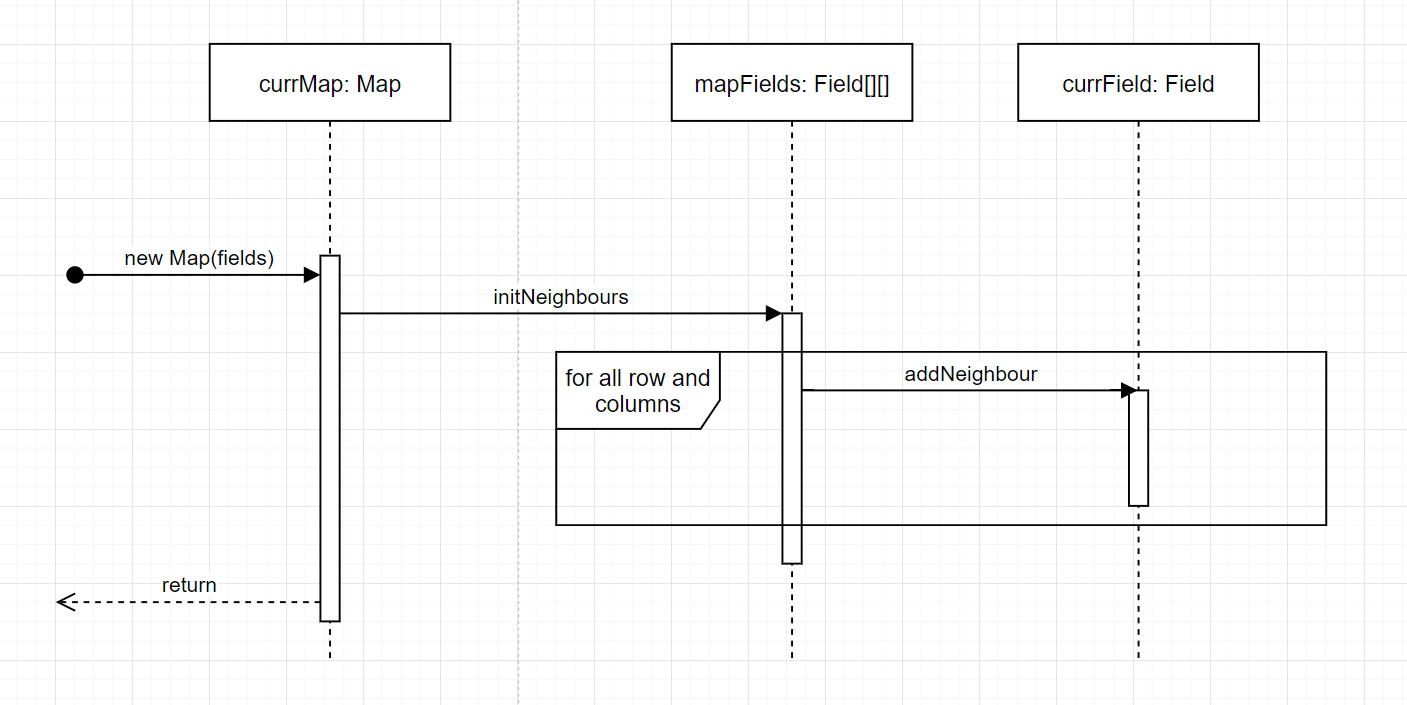 currMap: Map
mapFields: Field[][]
currField: Field
new Map(fields)
initNeighbours
for all row and
columns
addNeighbour
return